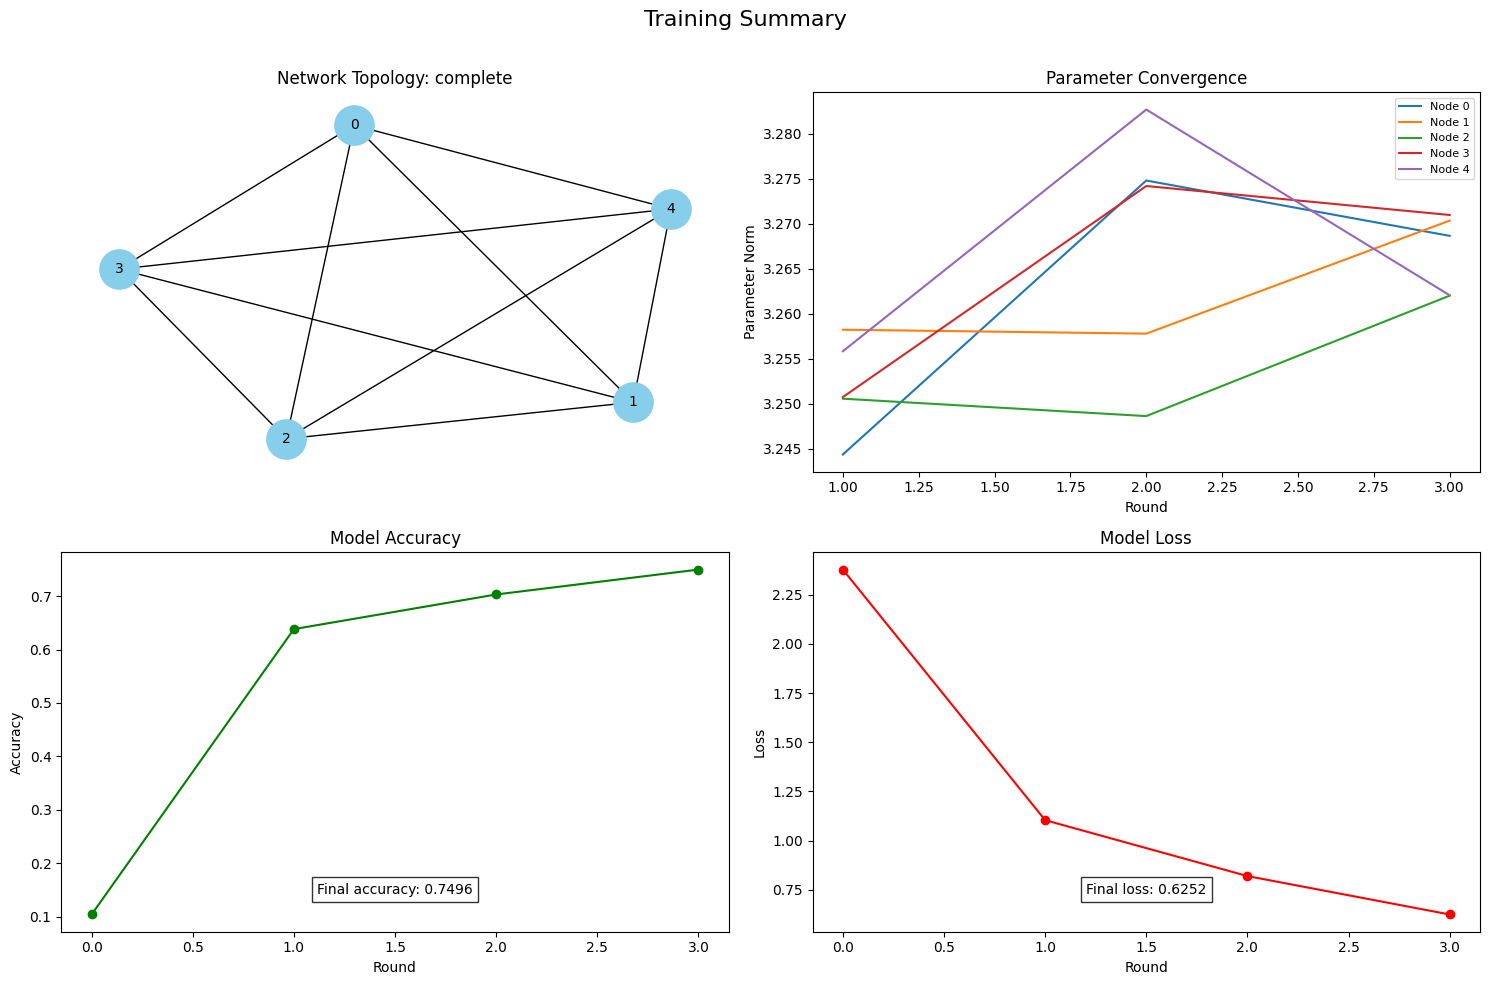 Training Summary
Network Topology: complete
0
4
3
1
2
Parameter Convergence
Parameter Norm
3.280
3.275
3.270
3.265
3.260
3.255
3.250
3.245
Node 0
Node 1
Node 2
Node 3
Node 4
1.00 1.25 1.50 1.75 2.00 2.25 2.50 2.75 3.00
Round
Model Accuracy
Accuracy
0.7
0.6
0.5
0.4
0.3
0.2
0.1
Final accuracy: 0.7496
0.0 0.5 1.0 1.5 2.0 2.5 3.0
Round
Model Loss
Loss
2.25
2.00
1.75
1.50
1.25
1.00
0.75
Final loss: 0.6252
0.0 0.5 1.0 1.5 2.0 2.5 3.0
Round